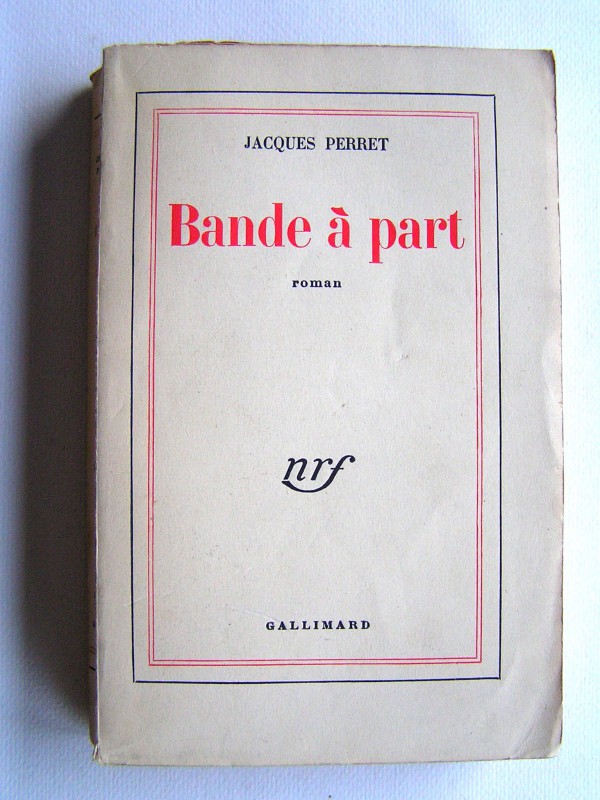 JACQUES PERRET
Bande à part
roman
nrf
GALLIMARD